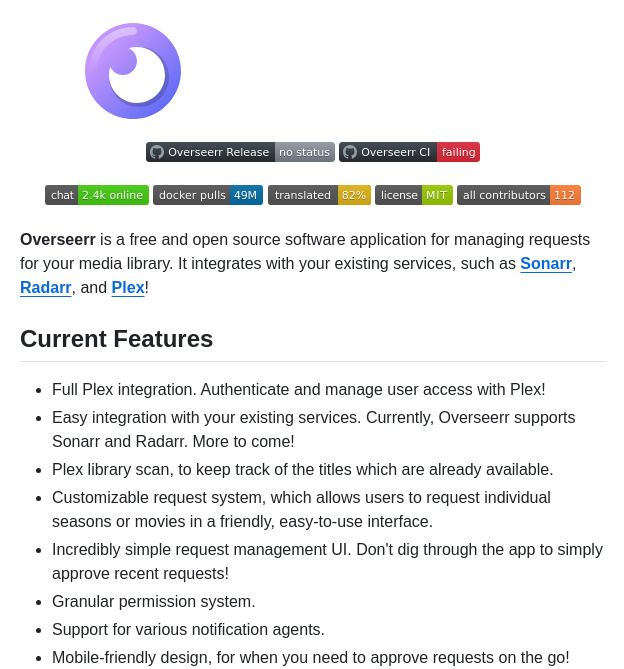 Overseerr Release no status Overseerr CI failing
chat 2.4k online docker pulls 49M translated 82% license MIT all contributors 112
Overseerr is a free and open source software application for managing requests
for your media library. It integrates with your existing services, such as Sonarr,
Radarr, and Plex!
Current Features
• Full Plex integration. Authenticate and manage user access with Plex!
• Easy integration with your existing services. Currently, Overseerr supports
Sonarr and Radarr. More to come!
• Plex library scan, to keep track of the titles which are already available.
• Customizable request system, which allows users to request individual
seasons or movies in a friendly, easy-to-use interface.
• Incredibly simple request management UI. Don't dig through the app to simply
approve recent requests!
• Granular permission system.
• Support for various notification agents.
• Mobile-friendly design, for when you need to approve requests on the go!